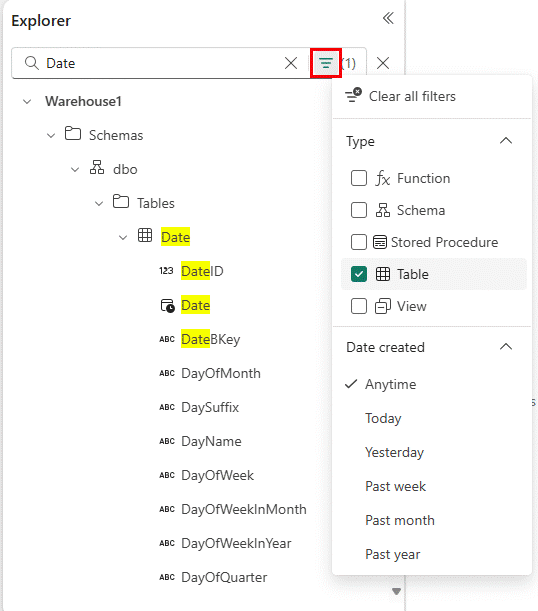 Explorer
Date
(1)
Warehouse1
Schemas
dbo
Tables
Date
123 DateID
Date
ABC DateBKey
ABC DayOfMonth
ABC DaySuffix
ABC DayName
ABC DayOfWeek
ABC DayOfWeekInMonth
ABC DayOfWeekInYear
ABC DayOfQuarter
Clear all filters
Type
fx Function
Schema
Stored Procedure
Table
View
Date created
Anytime
Today
Yesterday
Past week
Past month
Past year